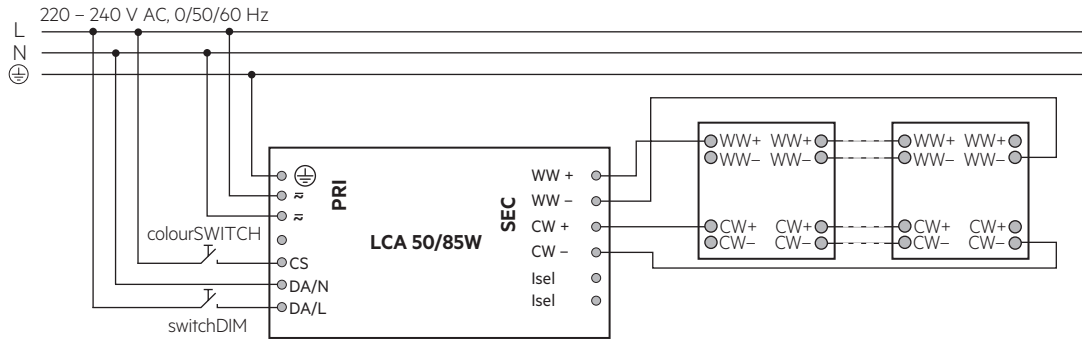 220 – 240 V AC, 0/50/60 Hz
L
N
PRI
SEC
LCA 50/85W
WW +
WW –
CW +
CW –
Isel
Isel
colourSWITCH
CS
DA/N
DA/L
switchDIM
WW+ WW+
WW– WW–
CW+ CW+
CW– CW–
WW+ WW+
WW– WW–
CW+ CW+
CW– CW–